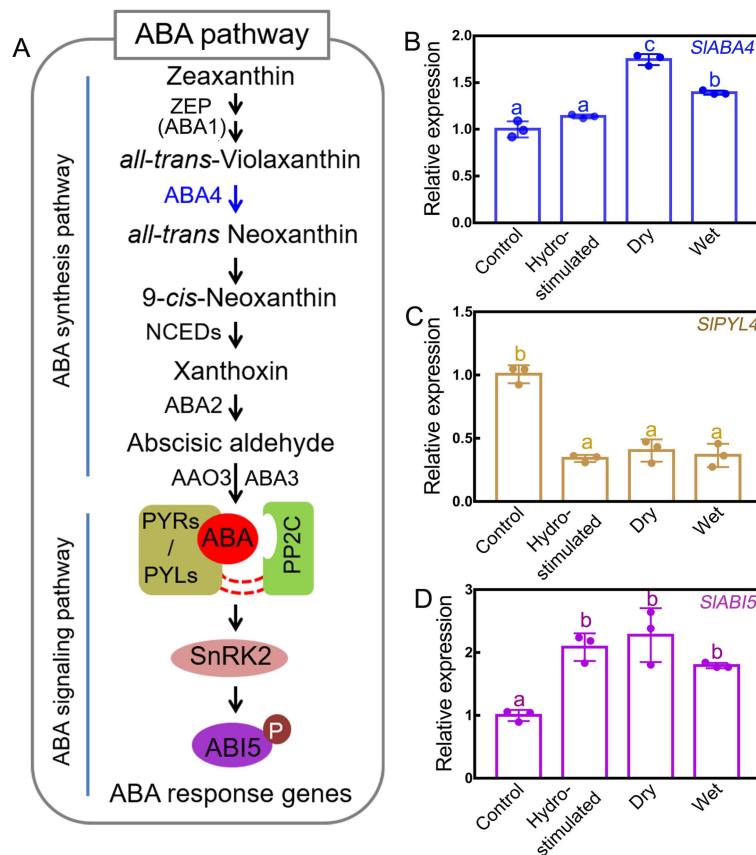 A
ABA pathway
ABA synthesis pathway
Zeaxanthin
ZEP
(ABA1)
all-trans-Violaxanthin
ABA4
all-trans Neoxanthin
9-cis-Neoxanthin
NCEDs
Xanthoxin
ABA2
Abscisic aldehyde
AAO3 ABA3
ABA signaling pathway
PYRs
/
PYLs
ABA
PP2C
SnRK2
ABI5
P
ABA response genes
B
SlABA4
Relative expression
2.0
1.5
1.0
0.5
0.0
a
a
c
b
Control
Hydro-
stimulated
Dry
Wet
C
SlPYL4
Relative expression
1.5
1.0
0.5
0.0
b
a
a
a
Control
Hydro-
stimulated
Dry
Wet
D
SlABI5
Relative expression
3
2
1
0
a
b
b
b
Control
Hydro-
stimulated
Dry
Wet